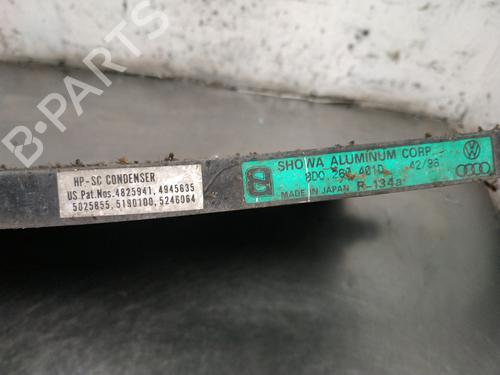 HP-SC CONDENSER
US.Pat.Nos.4825941, 4945635
5025855, 5190100, 5246064
SHOWA ALUMINUM CORP.
8D0.260.401D 42/98
MADE IN JAPAN R-134a
B-PARTS